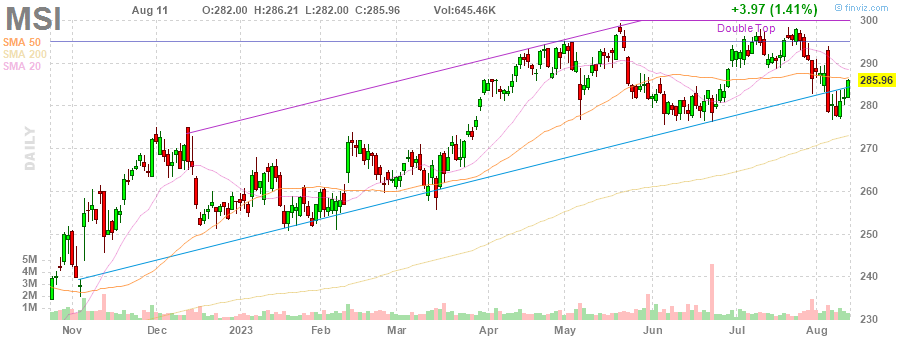 MSI Aug 11 O:282.00 H:286.21 L:282.00 C:285.96 Vol:645.46K +3.97 (1.41%)
© finviz.com
SMA 50
SMA 200
SMA 20
Double Top
DAILY
300
290
285.96
280
270
260
250
240
230
5M
4M
3M
2M
1M
Nov Dec 2023 Feb Mar Apr May Jun Jul Aug